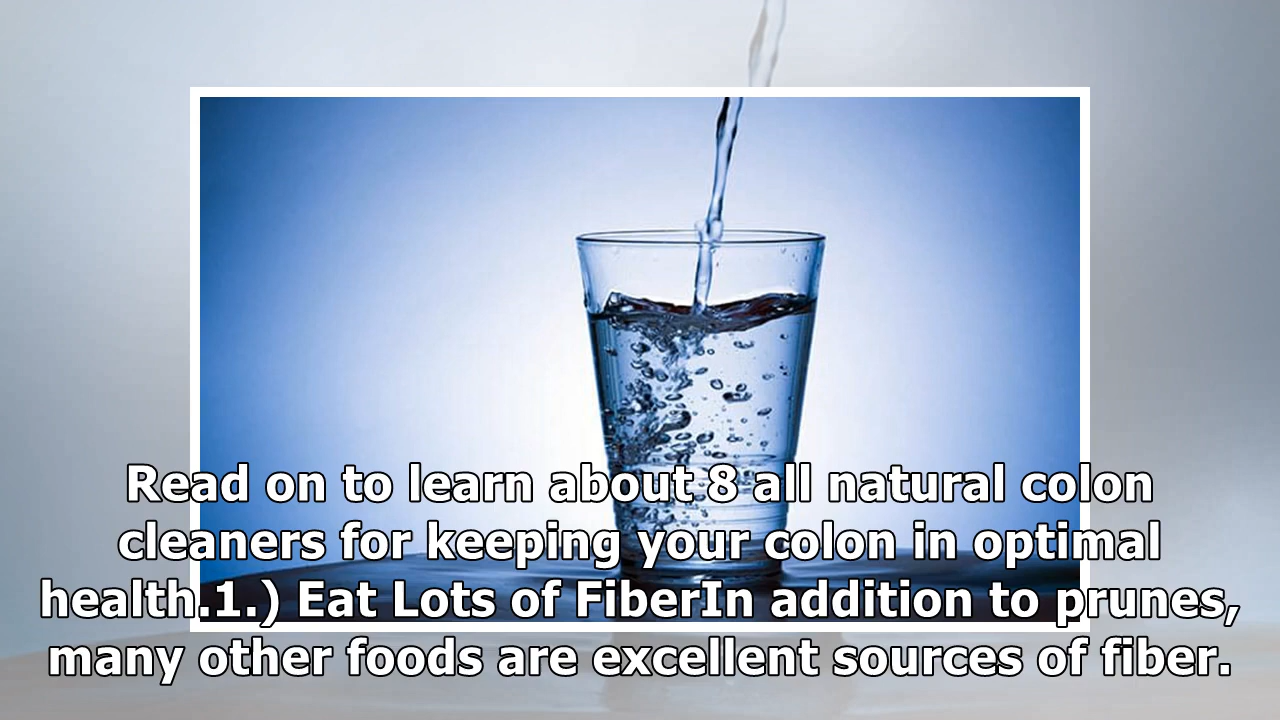 Read on to learn about 8 all natural colon
cleaners for keeping your colon in optimal
health.1.) Eat Lots of FiberIn addition to prunes,
many other foods are excellent sources of fiber.